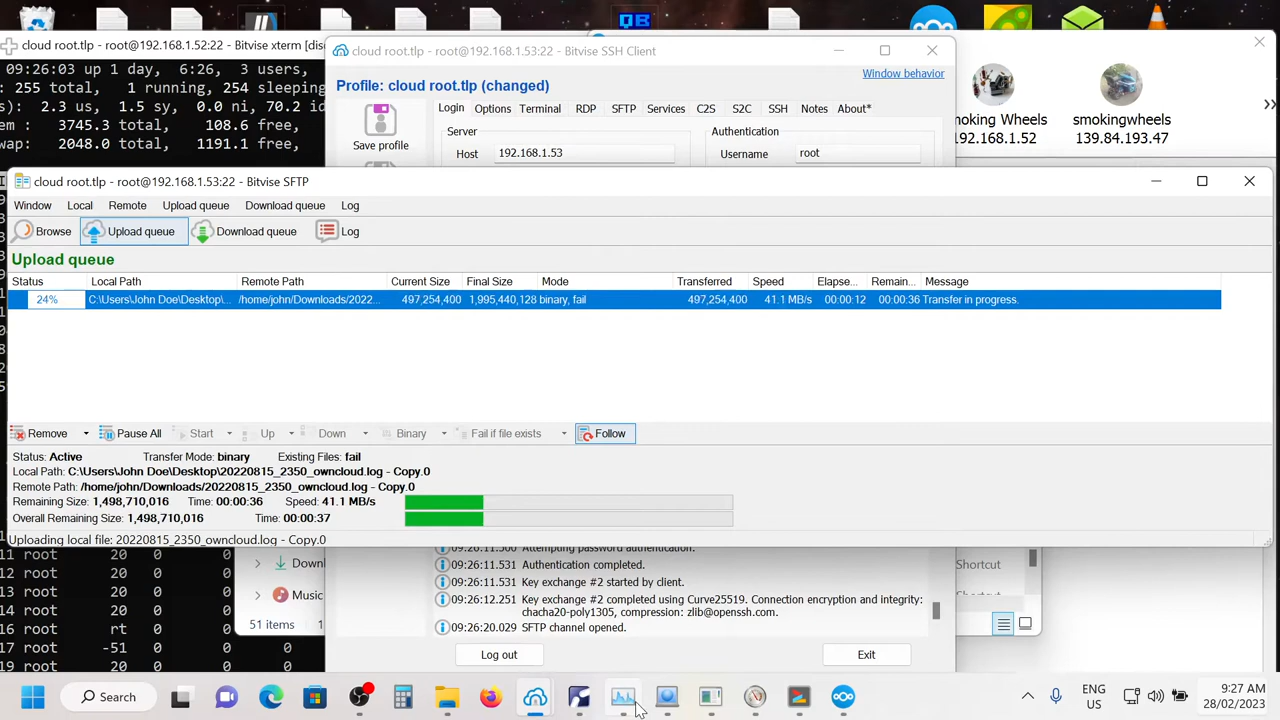 QB
cloud root.tlp - root@192.168.1.52:22 - Bitvise xterm
09:26:03 up 1 day, 6:26, 3 users,
: 255 total, 1 running, 254 sleeping
s): 2.3 us, 1.5 sy, 0.0 ni, 70.2 id
em : 3745.3 total, 108.6 free,
wap: 2048.0 total, 1191.1 free,
cloud root.tlp - root@192.168.1.53:22 - Bitvise SSH Client
Window behavior
Profile: cloud root.tlp (changed)
Save profile
Login Options Terminal RDP SFTP Services C2S S2C SSH Notes About*
Server
Host 192.168.1.53
Authentication
Username root
moking Wheels
192.168.1.52
smokingwheels
139.84.193.47
cloud root.tlp - root@192.168.1.53:22 - Bitvise SFTP
Window Local Remote Upload queue Download queue Log
Browse Upload queue Download queue Log
Upload queue
Status Local Path Remote Path Current Size Final Size Mode Transferred Speed Elapse... Remain... Message
24% C:\Users\John Doe\Desktop\... /home/john/Downloads/2022... 497,254,400 1,995,440,128 binary, fail 497,254,400 41.1 MB/s 00:00:12 00:00:36 Transfer in progress.
Remove Pause All Start Up Down Binary Fail if file exists Follow
Status: Active Transfer Mode: binary Existing Files: fail
Local Path: C:\Users\John Doe\Desktop\20220815_2350_owncloud.log - Copy.0
Remote Path: /home/john/Downloads/20220815_2350_owncloud.log - Copy.0
Remaining Size: 1,498,710,016 Time: 00:00:36 Speed: 41.1 MB/s
Overall Remaining Size: 1,498,710,016 Time: 00:00:37
Uploading local file: 20220815_2350_owncloud.log - Copy.0
11 root 20 0
12 root 20 0
13 root 20 0
14 root 20 0
16 root rt 0
17 root -51 0 0
19 root 20 0 0
Downl
Music
51 items
09:26:11.500 Attempting password authentication.
09:26:11.531 Authentication completed.
09:26:11.531 Key exchange #2 started by client.
09:26:12.251 Key exchange #2 completed using Curve25519. Connection encryption and integrity:
chacha20-poly1305, compression: zlib@openssh.com.
09:26:20.029 SFTP channel opened.
Shortcut
Shortcut
Log out
Exit
Search
ENG
US
9:27 AM
28/02/2023